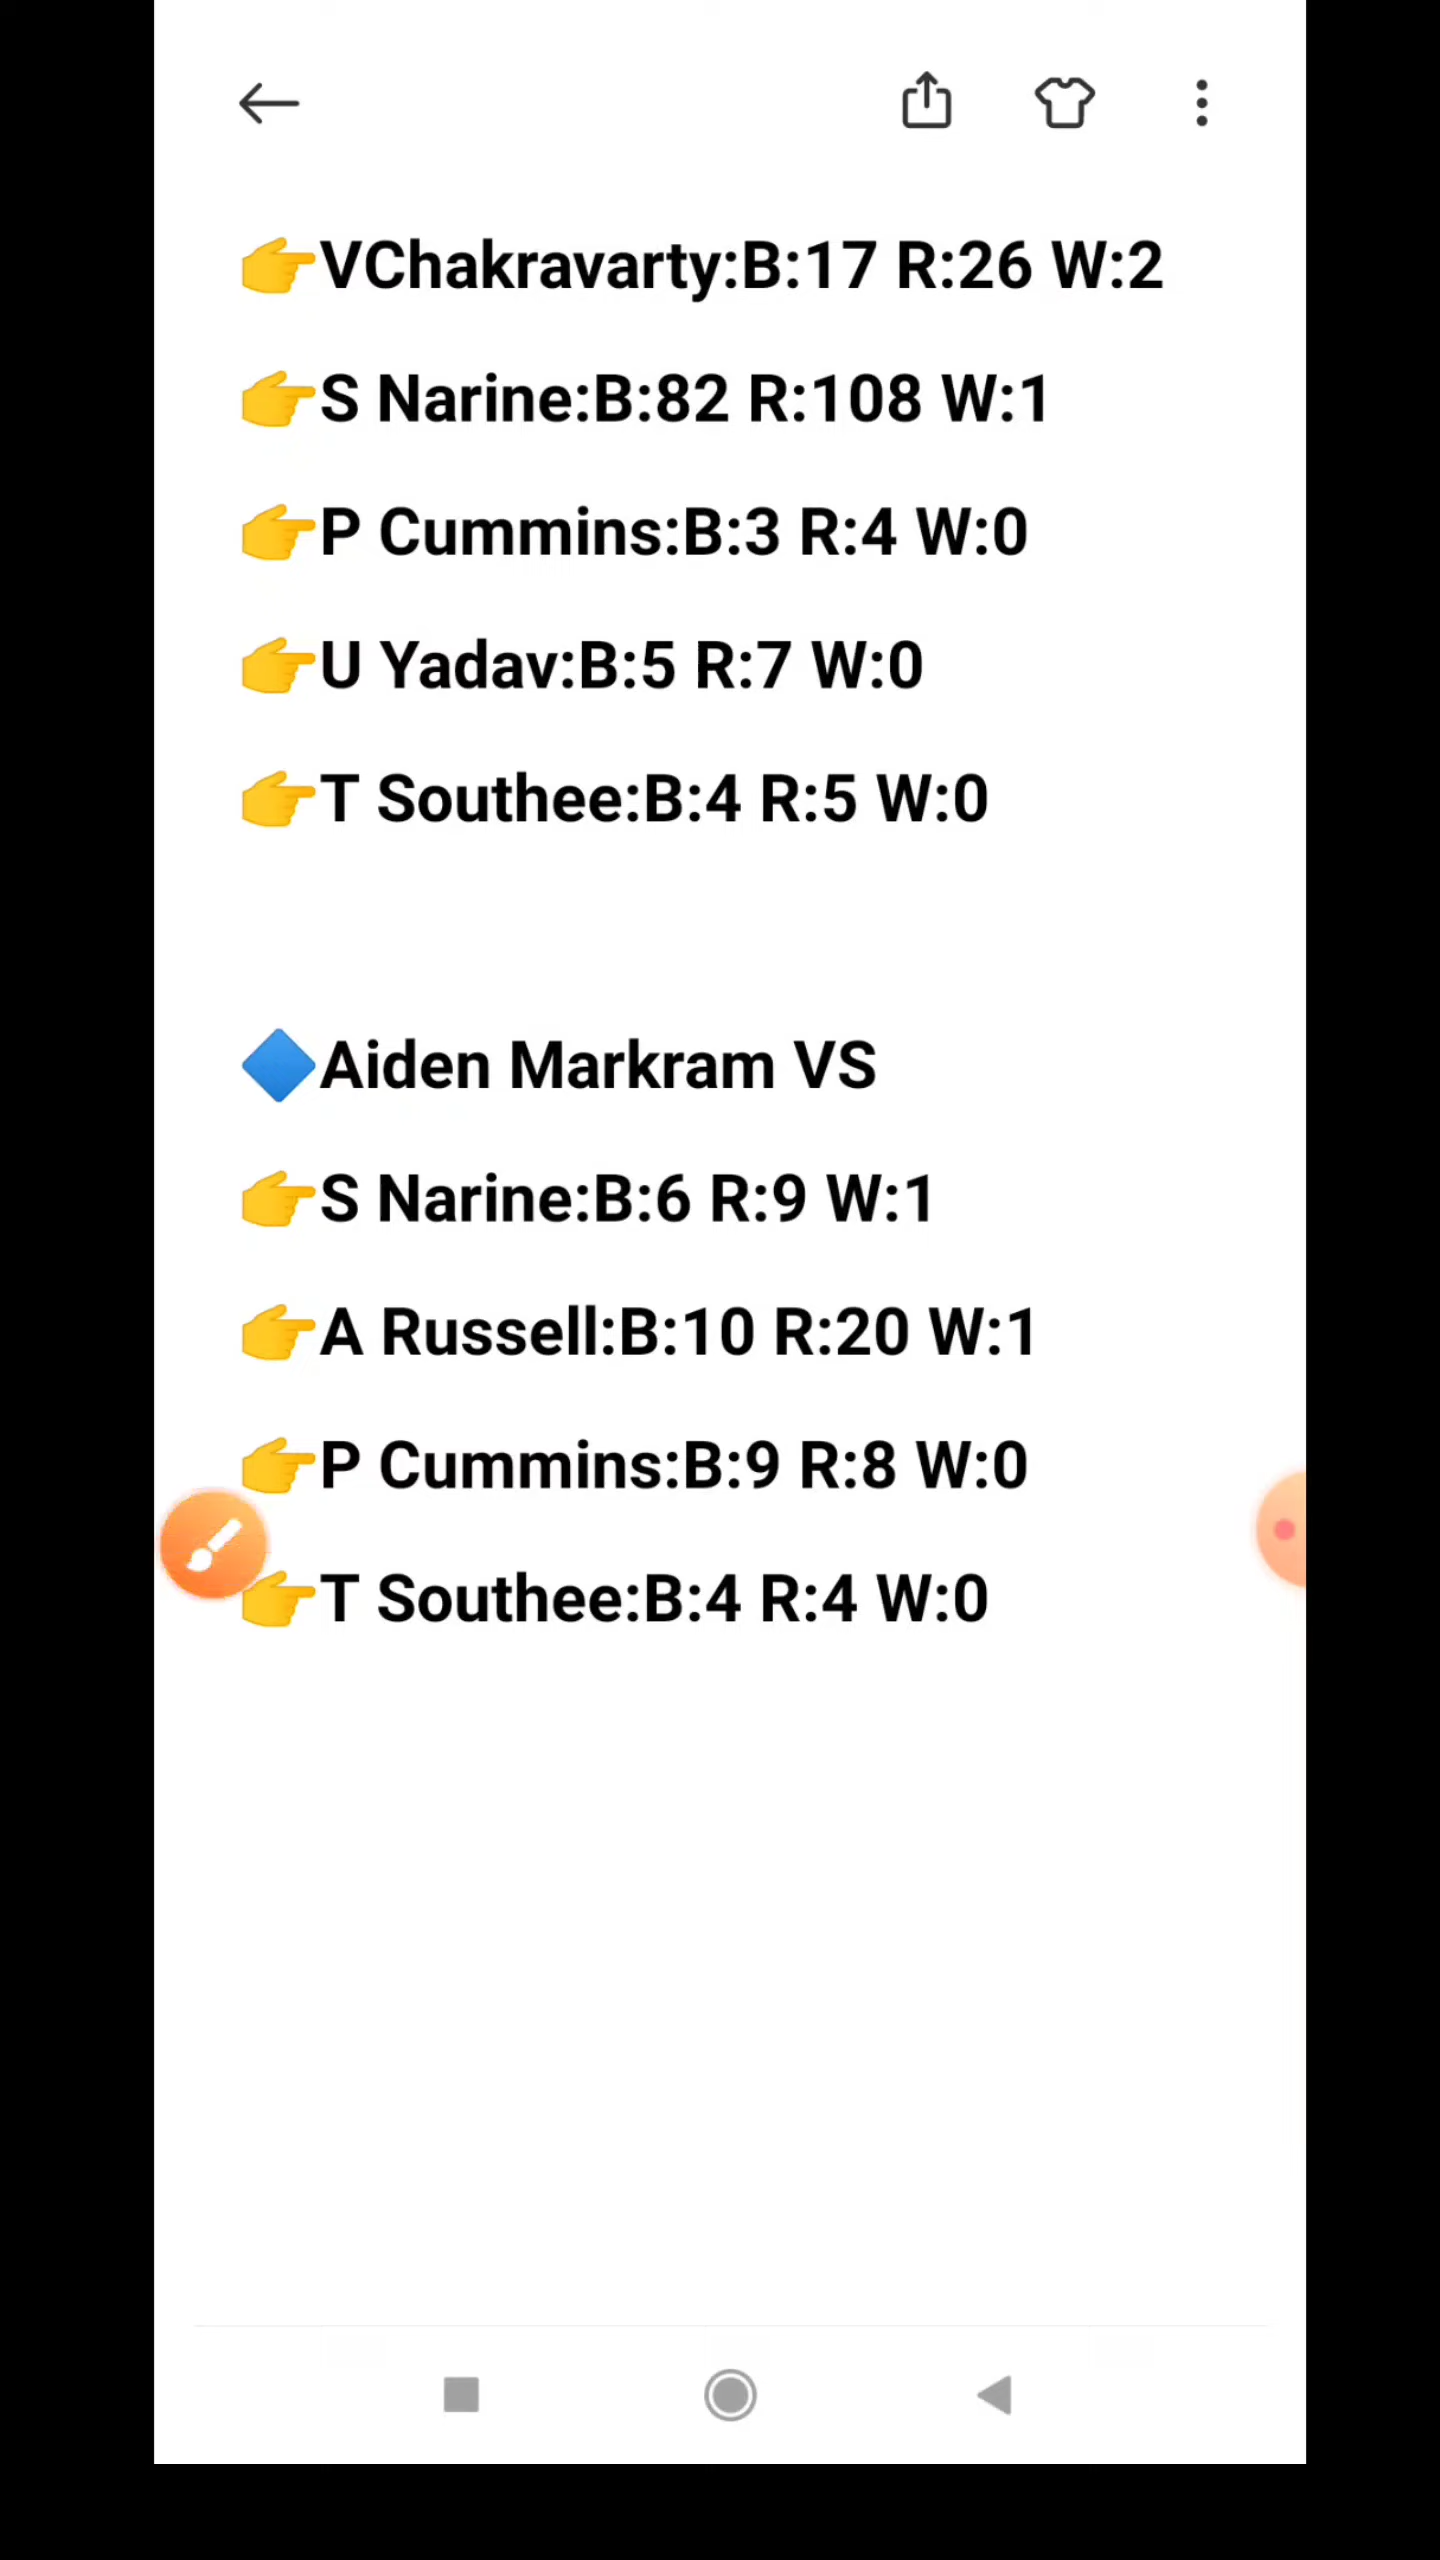 👉VChakravarty:B:17 R:26 W:2
👉S Narine:B:82 R:108 W:1
👉P Cummins:B:3 R:4 W:0
👉U Yadav:B:5 R:7 W:0
👉T Southee:B:4 R:5 W:0
🔷Aiden Markram VS
👉S Narine:B:6 R:9 W:1
👉A Russell:B:10 R:20 W:1
👉P Cummins:B:9 R:8 W:0
👉T Southee:B:4 R:4 W:0